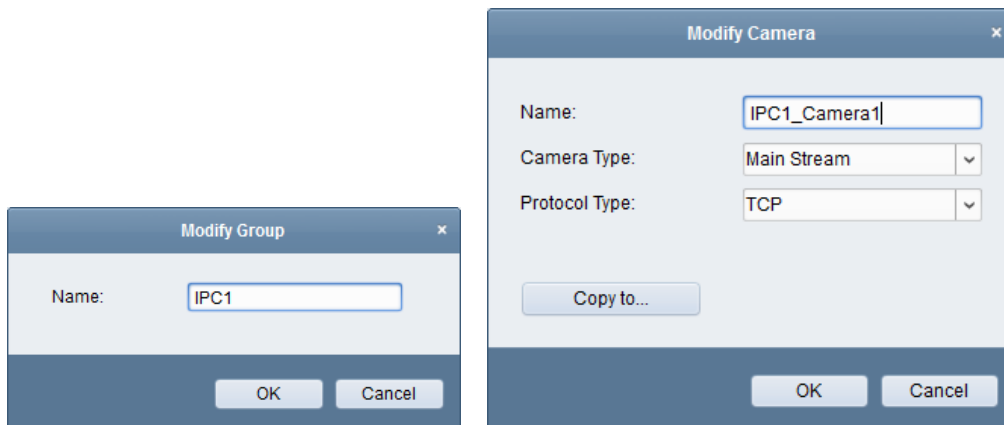 Modify Group ×
Name: IPC1
OK Cancel
Modify Camera ×
Name: IPC1_Camera1
Camera Type: Main Stream
Protocol Type: TCP
Copy to...
OK Cancel